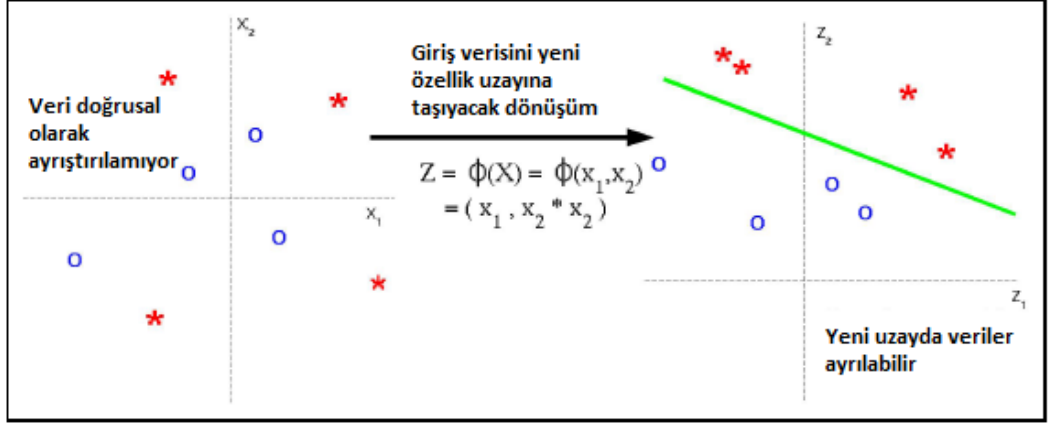 X₂
Veri doğrusal
olarak
ayrıştırılamıyor
X₁
Giriş verisini yeni
özellik uzayına
taşıyacak dönüşüm
Z = ϕ(X) = ϕ(x₁,x₂)
= ( x₁ , x₂ * x₂ )
Z₂
Z₁
Yeni uzayda veriler
ayrılabilir